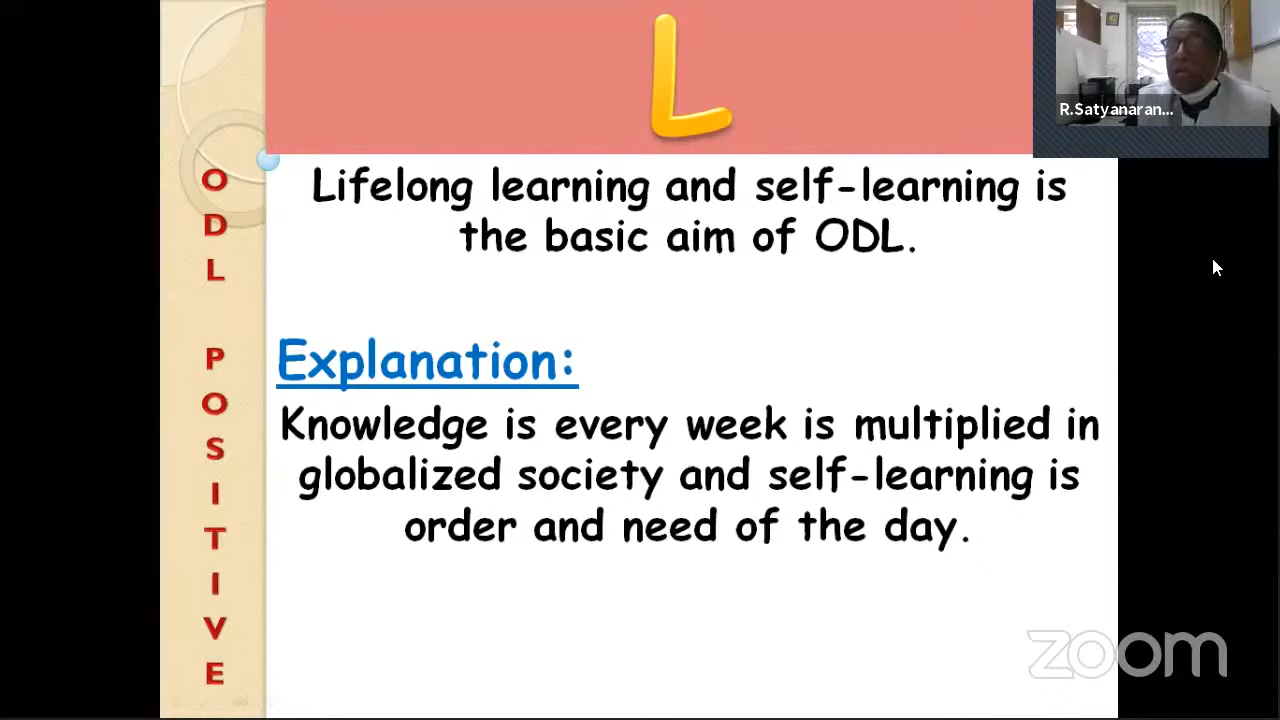 L
R.Satyanaran...
O
D
L
P
O
S
I
T
I
V
E
Lifelong learning and self-learning is
the basic aim of ODL.
Explanation:
Knowledge is every week is multiplied in
globalized society and self-learning is
order and need of the day.
zoom